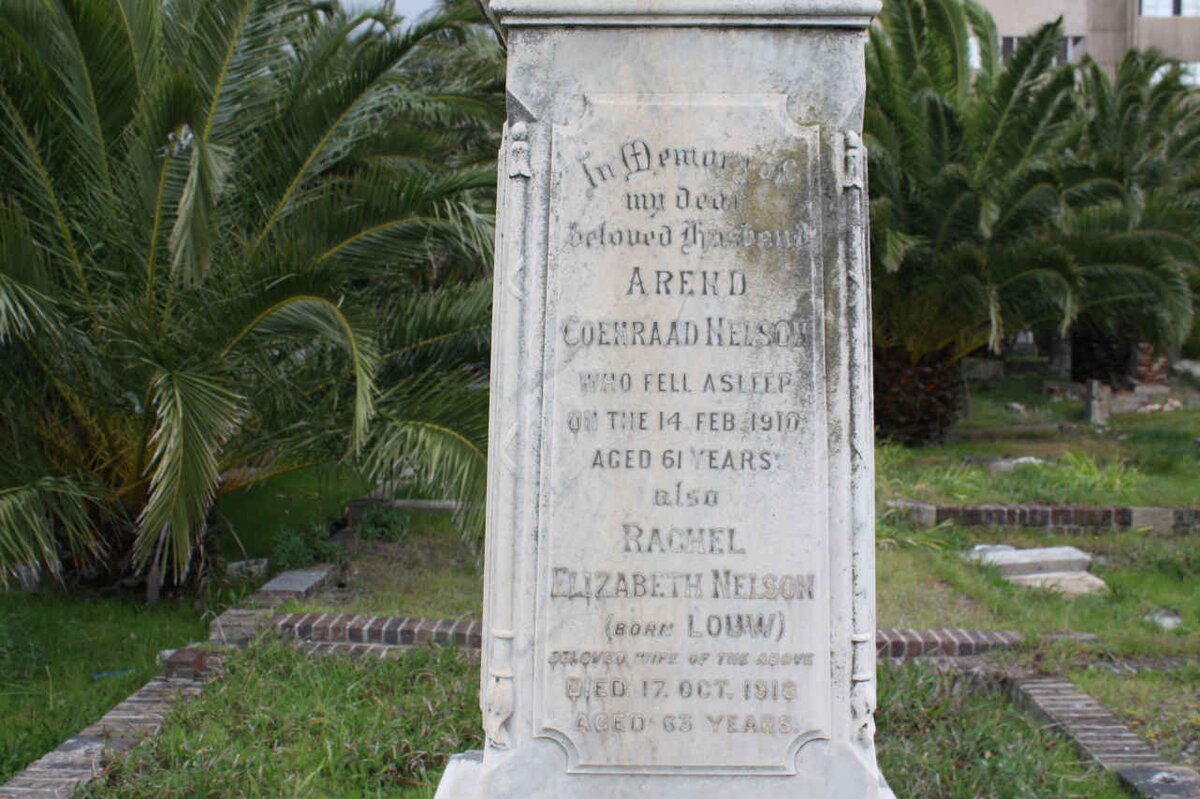 In Memory of
my dear
beloved Husband
AREND
COENRAAD NELSON
WHO FELL ASLEEP
ON THE 14 FEB. 1910
AGED 61 YEARS
also
RACHEL
ELIZABETH NELSON
(BORN LOUW)
BELOVED WIFE OF THE ABOVE
DIED 17. OCT. 1918
AGED 63 YEARS.